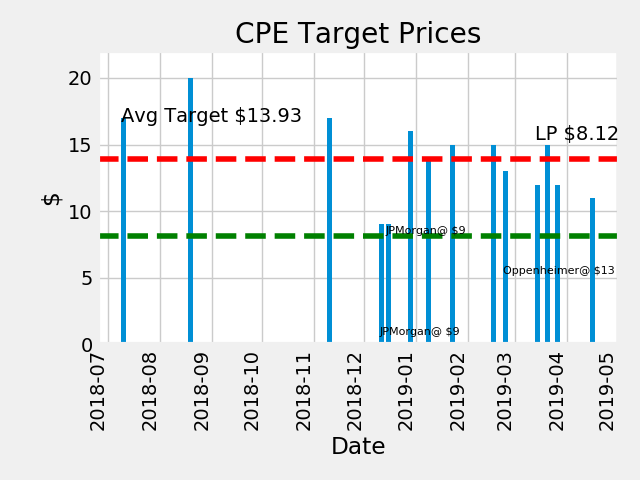 CPE Target Prices
20
Avg Target $13.93
LP $8.12
15
$
10
JPMorgan@ $9
Oppenheimer@ $13
5
JPMorgan@ $9
0
2018-07
2018-08
2018-09
2018-10
2018-11
2018-12
2019-01
2019-02
2019-03
2019-04
2019-05
Date